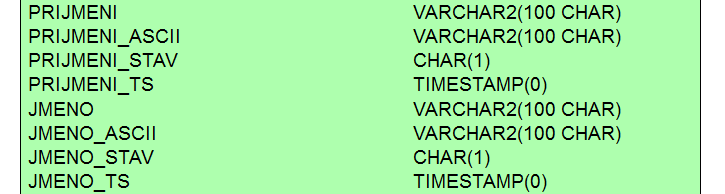 PRIJMENI VARCHAR2(100 CHAR)
PRIJMENI_ASCII VARCHAR2(100 CHAR)
PRIJMENI_STAV CHAR(1)
PRIJMENI_TS TIMESTAMP(0)
JMENO VARCHAR2(100 CHAR)
JMENO_ASCII VARCHAR2(100 CHAR)
JMENO_STAV CHAR(1)
JMENO_TS TIMESTAMP(0)